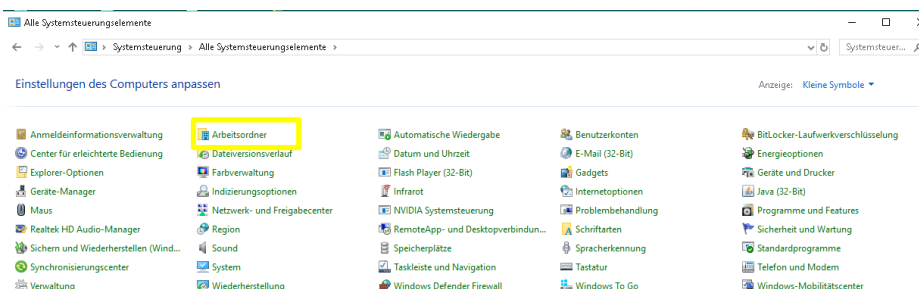 Alle Systemsteuerungselemente
Systemsteuerung > Alle Systemsteuerungselemente > Systemsteuer...
Einstellungen des Computers anpassen
Anzeige: Kleine Symbole
Anmeldeinformationsverwaltung Arbeitsordner Automatische Wiedergabe Benutzerkonten BitLocker-Laufwerkverschlüsselung
Center für erleichterte Bedienung Dateiversionsverlauf Datum und Uhrzeit E-Mail (32-Bit) Energieoptionen
Explorer-Optionen Farbverwaltung Flash Player (32-Bit) Gadgets Geräte und Drucker
Geräte-Manager Indizierungsoptionen Infrarot Internetoptionen Java (32-Bit)
Maus Netzwerk- und Freigabecenter NVIDIA Systemsteuerung Problembehandlung Programme und Features
Realtek HD Audio-Manager Region RemoteApp- und Desktopverbindun... Schriftarten Sicherheit und Wartung
Sichern und Wiederherstellen (Wind... Sound Speicherplätze Spracherkennung Standardprogramme
Synchronisierungscenter System Taskleiste und Navigation Tastatur Telefon und Modem
Verwaltung Wiederherstellung Windows Defender Firewall Windows To Go Windows-Mobilitätscenter